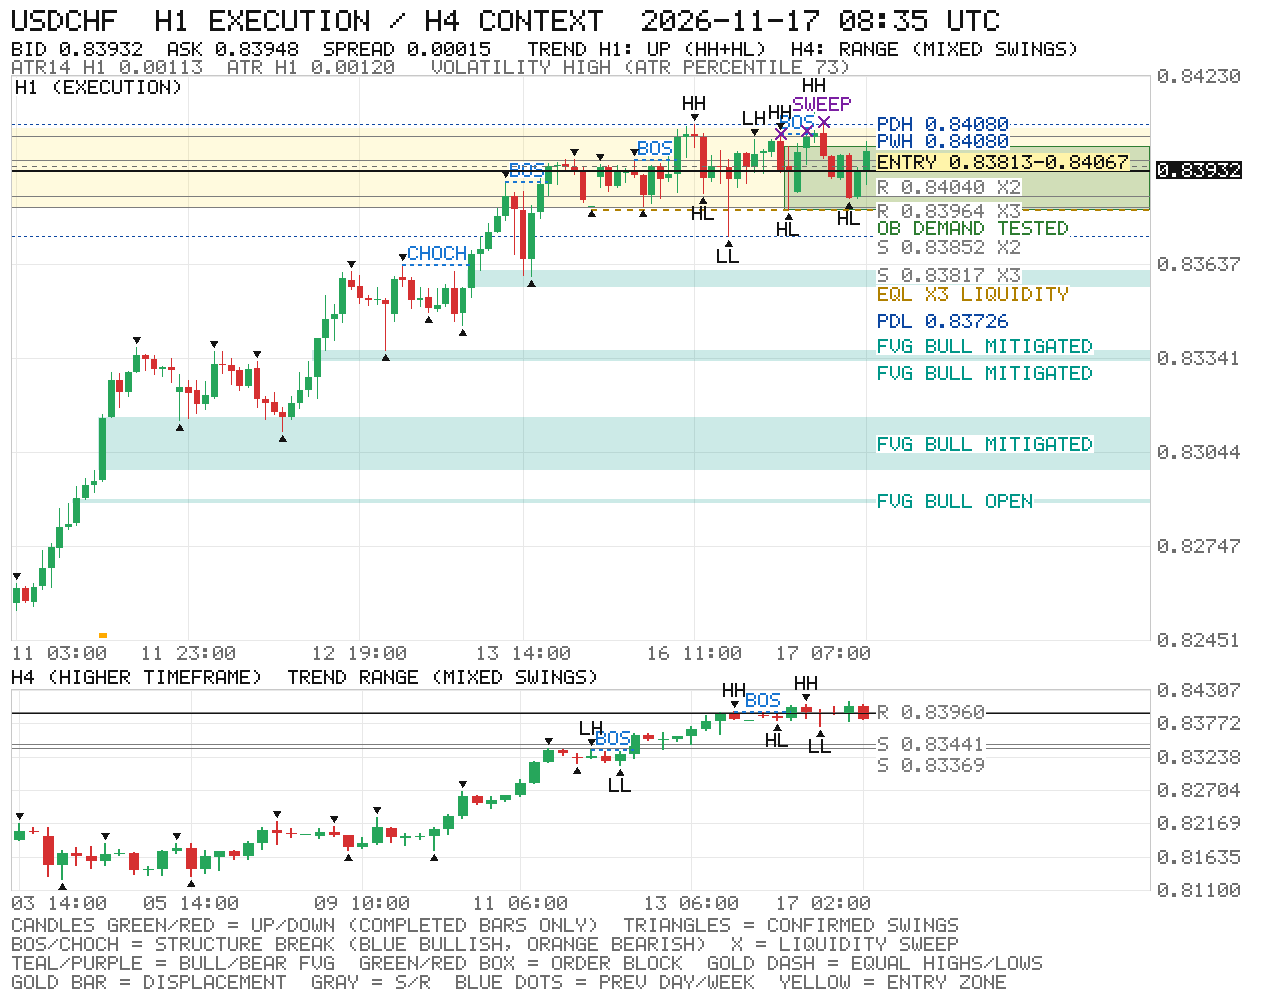 USDCHF  H1 EXECUTION / H4 CONTEXT  2026-11-17 08:35 UTC
BID 0.83932  ASK 0.83948  SPREAD 0.00015  TREND H1: UP (HH+HL)  H4: RANGE (MIXED SWINGS)
ATR14 H1 0.00113  ATR H1 0.00120  VOLATILITY HIGH (ATR PERCENTILE 73)
0.84230
H1 (EXECUTION)
HH
SWEEP
HH
LH
HH
BOS
PDH 0.84080
PWH 0.84080
BOS
BOS
ENTRY 0.83813-0.84067
0.83932
R 0.84040 X2
HL
R 0.83964 X3
HL
HL
OB DEMAND TESTED
S 0.83852 X2
LL
CHOCH
0.83637
S 0.83817 X3
EQL X3 LIQUIDITY
PDL 0.83726
FVG BULL MITIGATED
0.83341
FVG BULL MITIGATED
FVG BULL MITIGATED
0.83044
FVG BULL OPEN
0.82747
0.82451
11 03:00  11 23:00  12 19:00  13 14:00  16 11:00  17 07:00
H4 (HIGHER TIMEFRAME)  TREND RANGE (MIXED SWINGS)
HH
HH
0.84307
BOS
R 0.83960
LH
BOS
HL
LL
0.83772
S 0.83441
0.83238
S 0.83369
LL
0.82704
0.82169
0.81635
0.81100
03 14:00  05 14:00  09 10:00  11 06:00  13 06:00  17 02:00
CANDLES GREEN/RED = UP/DOWN (COMPLETED BARS ONLY)  TRIANGLES = CONFIRMED SWINGS
BOS/CHOCH = STRUCTURE BREAK (BLUE BULLISH, ORANGE BEARISH)  X = LIQUIDITY SWEEP
TEAL/PURPLE = BULL/BEAR FVG  GREEN/RED BOX = ORDER BLOCK  GOLD DASH = EQUAL HIGHS/LOWS
GOLD BAR = DISPLACEMENT  GRAY = S/R  BLUE DOTS = PREV DAY/WEEK  YELLOW = ENTRY ZONE